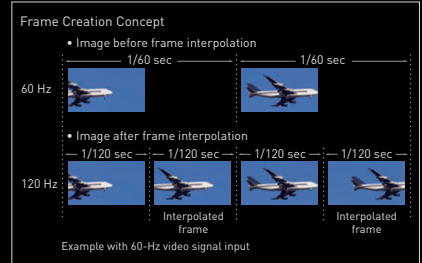 Frame Creation Concept
• Image before frame interpolation
1/60 sec 1/60 sec
60 Hz
• Image after frame interpolation
1/120 sec 1/120 sec 1/120 sec 1/120 sec
120 Hz
Interpolated frame Interpolated frame
Example with 60-Hz video signal input